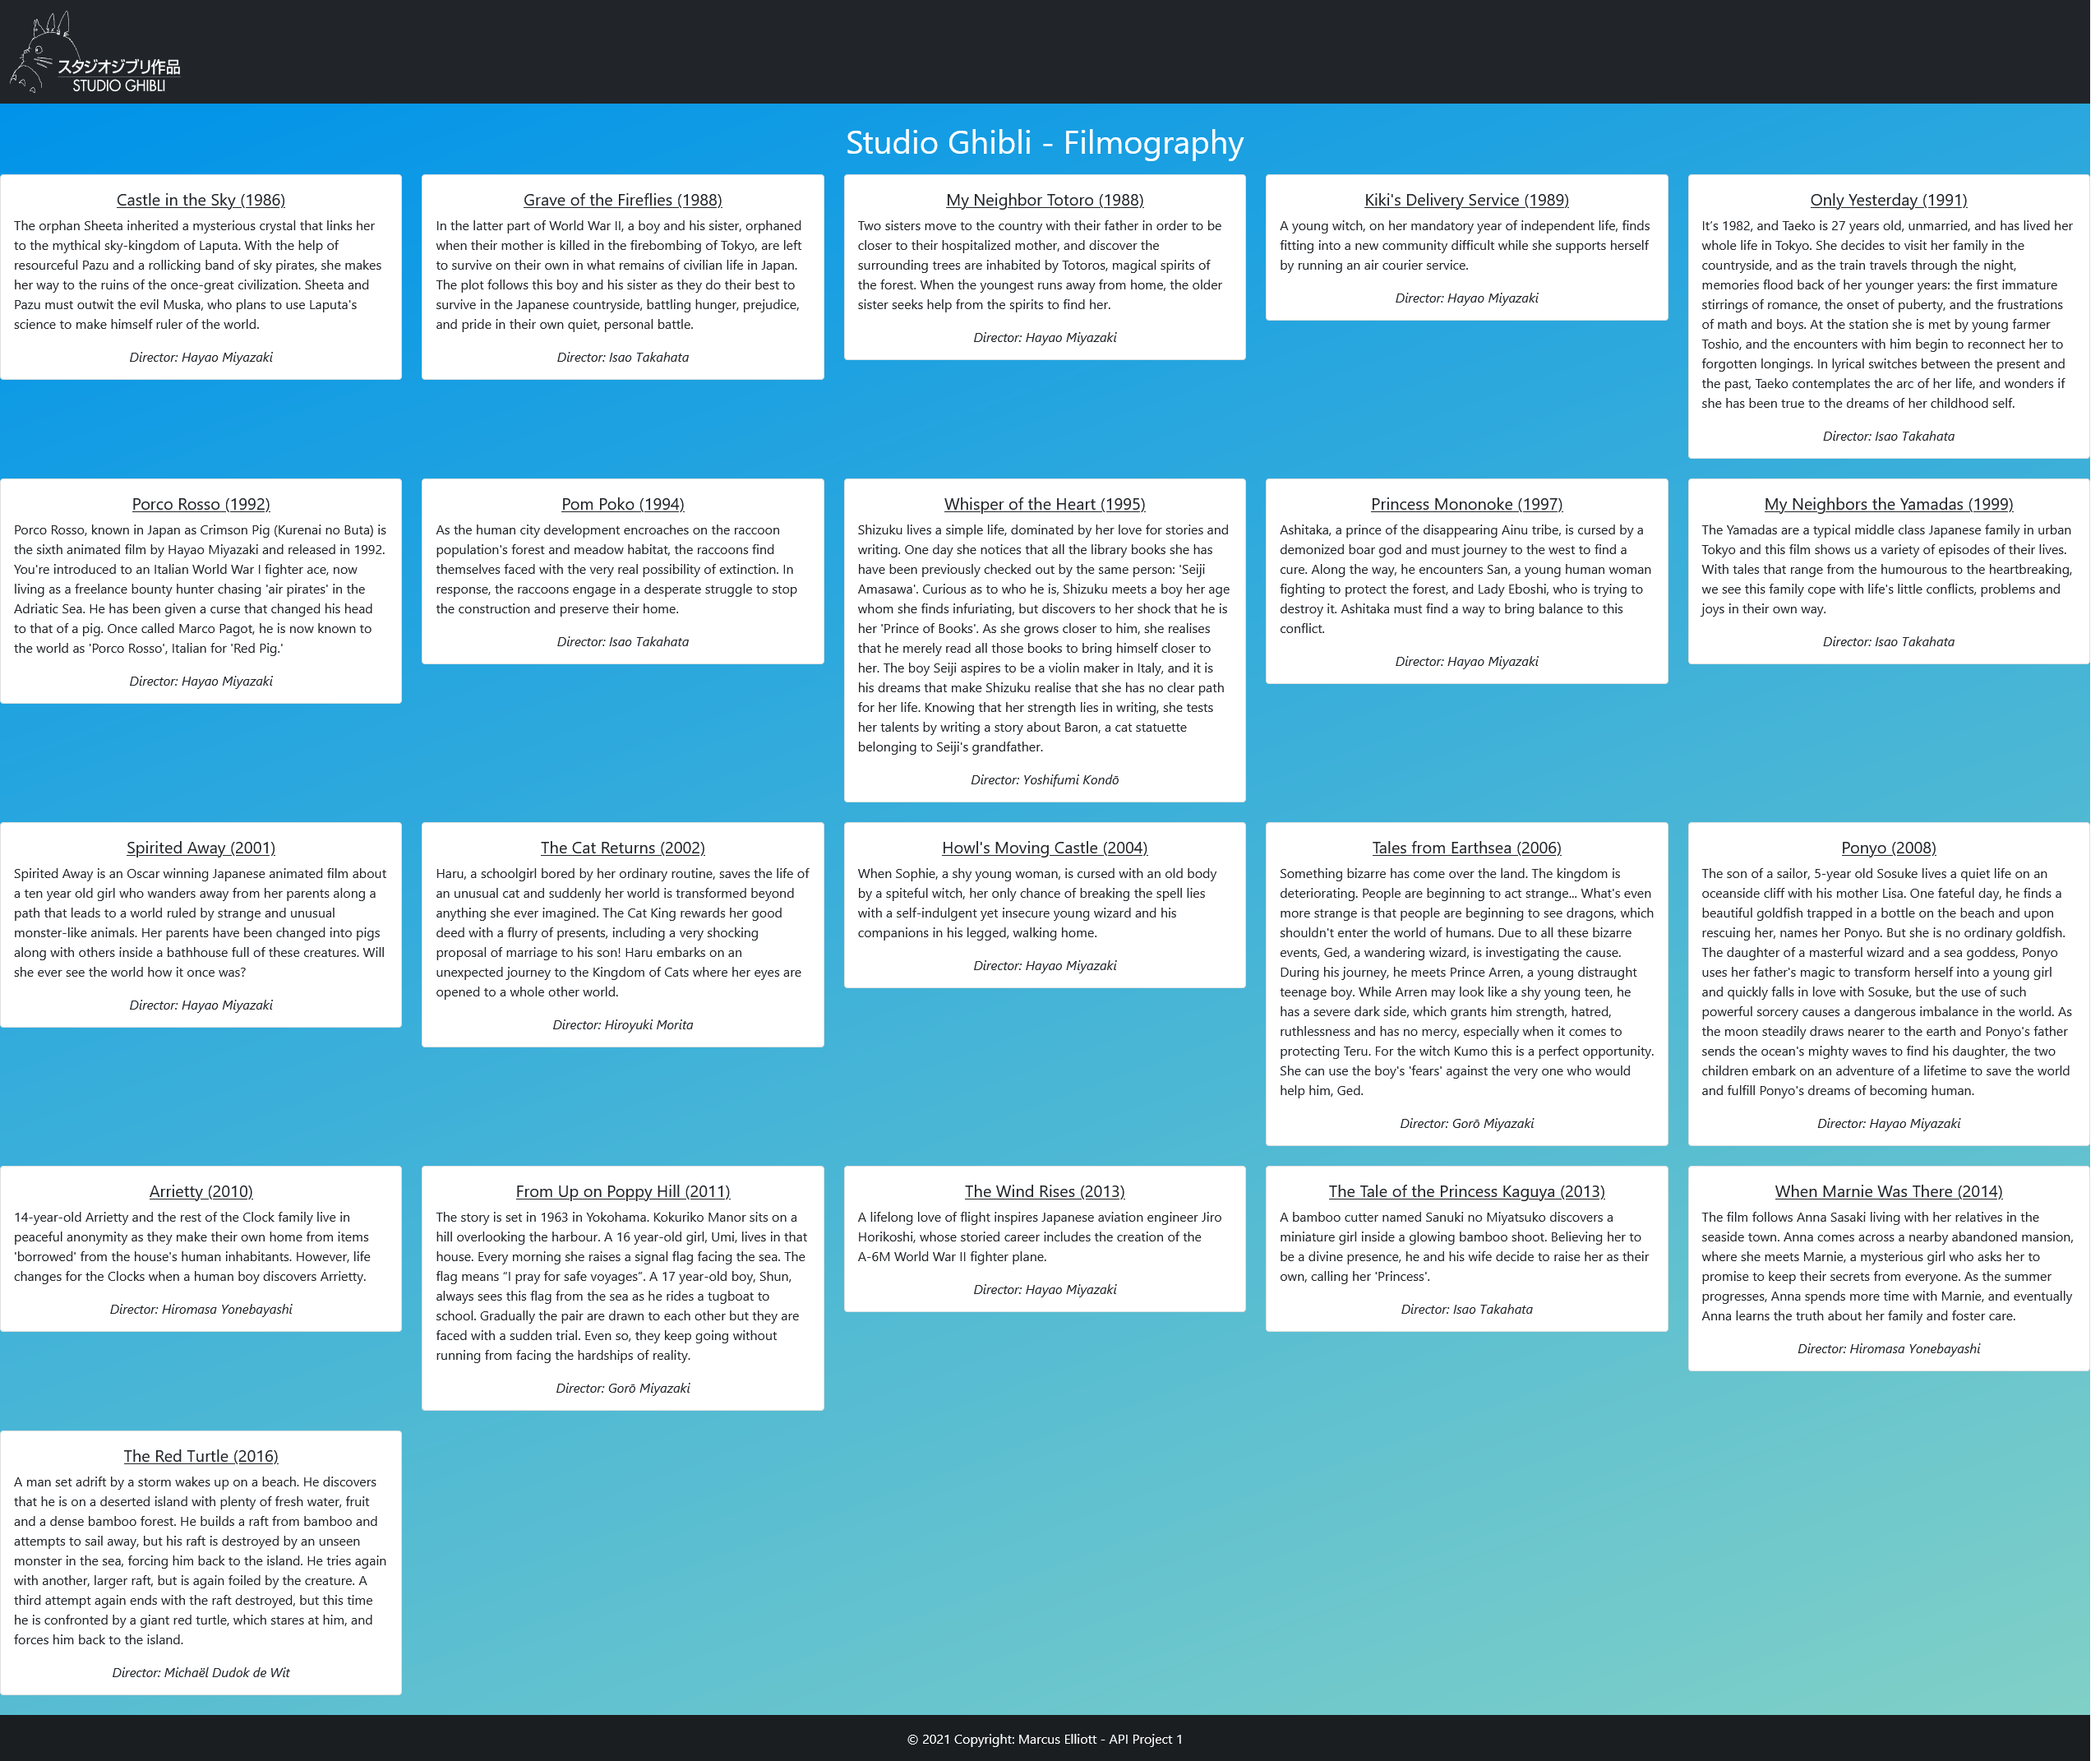 スタジオジブリ作品
STUDIO GHIBLI
Studio Ghibli - Filmography
Castle in the Sky (1986)
The orphan Sheeta inherited a mysterious crystal that links her
to the mythical sky-kingdom of Laputa. With the help of
resourceful Pazu and a rollicking band of sky pirates, she makes
her way to the ruins of the once-great civilization. Sheeta and
Pazu must outwit the evil Muska, who plans to use Laputa's
science to make himself ruler of the world.
Director: Hayao Miyazaki
Grave of the Fireflies (1988)
In the latter part of World War II, a boy and his sister, orphaned
when their mother is killed in the firebombing of Tokyo, are left
to survive on their own in what remains of civilian life in Japan.
The plot follows this boy and his sister as they do their best to
survive in the Japanese countryside, battling hunger, prejudice,
and pride in their own quiet, personal battle.
Director: Isao Takahata
My Neighbor Totoro (1988)
Two sisters move to the country with their father in order to be
closer to their hospitalized mother, and discover the
surrounding trees are inhabited by Totoros, magical spirits of
the forest. When the youngest runs away from home, the older
sister seeks help from the spirits to find her.
Director: Hayao Miyazaki
Kiki's Delivery Service (1989)
A young witch, on her mandatory year of independent life, finds
fitting into a new community difficult while she supports herself
by running an air courier service.
Director: Hayao Miyazaki
Only Yesterday (1991)
It’s 1982, and Taeko is 27 years old, unmarried, and has lived her
whole life in Tokyo. She decides to visit her family in the
countryside, and as the train travels through the night,
memories flood back of her younger years: the first immature
stirrings of romance, the onset of puberty, and the frustrations
of math and boys. At the station she is met by young farmer
Toshio, and the encounters with him begin to reconnect her to
forgotten longings. In lyrical switches between the present and
the past, Taeko contemplates the arc of her life, and wonders if
she has been true to the dreams of her childhood self.
Director: Isao Takahata
Porco Rosso (1992)
Porco Rosso, known in Japan as Crimson Pig (Kurenai no Buta) is
the sixth animated film by Hayao Miyazaki and released in 1992.
You're introduced to an Italian World War I fighter ace, now
living as a freelance bounty hunter chasing 'air pirates' in the
Adriatic Sea. He has been given a curse that changed his head
to that of a pig. Once called Marco Pagot, he is now known to
the world as 'Porco Rosso', Italian for 'Red Pig.'
Director: Hayao Miyazaki
Pom Poko (1994)
As the human city development encroaches on the raccoon
population's forest and meadow habitat, the raccoons find
themselves faced with the very real possibility of extinction. In
response, the raccoons engage in a desperate struggle to stop
the construction and preserve their home.
Director: Isao Takahata
Whisper of the Heart (1995)
Shizuku lives a simple life, dominated by her love for stories and
writing. One day she notices that all the library books she has
have been previously checked out by the same person: 'Seiji
Amasawa'. Curious as to who he is, Shizuku meets a boy her age
whom she finds infuriating, but discovers to her shock that he is
her 'Prince of Books'. As she grows closer to him, she realises
that he merely read all those books to bring himself closer to
her. The boy Seiji aspires to be a violin maker in Italy, and it is
his dreams that make Shizuku realise that she has no clear path
for her life. Knowing that her strength lies in writing, she tests
her talents by writing a story about Baron, a cat statuette
belonging to Seiji's grandfather.
Director: Yoshifumi Kondō
Princess Mononoke (1997)
Ashitaka, a prince of the disappearing Ainu tribe, is cursed by a
demonized boar god and must journey to the west to find a
cure. Along the way, he encounters San, a young human woman
fighting to protect the forest, and Lady Eboshi, who is trying to
destroy it. Ashitaka must find a way to bring balance to this
conflict.
Director: Hayao Miyazaki
My Neighbors the Yamadas (1999)
The Yamadas are a typical middle class Japanese family in urban
Tokyo and this film shows us a variety of episodes of their lives.
With tales that range from the humourous to the heartbreaking,
we see this family cope with life's little conflicts, problems and
joys in their own way.
Director: Isao Takahata
Spirited Away (2001)
Spirited Away is an Oscar winning Japanese animated film about
a ten year old girl who wanders away from her parents along a
path that leads to a world ruled by strange and unusual
monster-like animals. Her parents have been changed into pigs
along with others inside a bathhouse full of these creatures. Will
she ever see the world how it once was?
Director: Hayao Miyazaki
The Cat Returns (2002)
Haru, a schoolgirl bored by her ordinary routine, saves the life of
an unusual cat and suddenly her world is transformed beyond
anything she ever imagined. The Cat King rewards her good
deed with a flurry of presents, including a very shocking
proposal of marriage to his son! Haru embarks on an
unexpected journey to the Kingdom of Cats where her eyes are
opened to a whole other world.
Director: Hiroyuki Morita
Howl's Moving Castle (2004)
When Sophie, a shy young woman, is cursed with an old body
by a spiteful witch, her only chance of breaking the spell lies
with a self-indulgent yet insecure young wizard and his
companions in his legged, walking home.
Director: Hayao Miyazaki
Tales from Earthsea (2006)
Something bizarre has come over the land. The kingdom is
deteriorating. People are beginning to act strange... What's even
more strange is that people are beginning to see dragons, which
shouldn't enter the world of humans. Due to all these bizarre
events, Ged, a wandering wizard, is investigating the cause.
During his journey, he meets Prince Arren, a young distraught
teenage boy. While Arren may look like a shy young teen, he
has a severe dark side, which grants him strength, hatred,
ruthlessness and has no mercy, especially when it comes to
protecting Teru. For the witch Kumo this is a perfect opportunity.
She can use the boy's 'fears' against the very one who would
help him, Ged.
Director: Gorō Miyazaki
Ponyo (2008)
The son of a sailor, 5-year old Sosuke lives a quiet life on an
oceanside cliff with his mother Lisa. One fateful day, he finds a
beautiful goldfish trapped in a bottle on the beach and upon
rescuing her, names her Ponyo. But she is no ordinary goldfish.
The daughter of a masterful wizard and a sea goddess, Ponyo
uses her father's magic to transform herself into a young girl
and quickly falls in love with Sosuke, but the use of such
powerful sorcery causes a dangerous imbalance in the world. As
the moon steadily draws nearer to the earth and Ponyo's father
sends the ocean's mighty waves to find his daughter, the two
children embark on an adventure of a lifetime to save the world
and fulfill Ponyo's dreams of becoming human.
Director: Hayao Miyazaki
Arrietty (2010)
14-year-old Arrietty and the rest of the Clock family live in
peaceful anonymity as they make their own home from items
'borrowed' from the house's human inhabitants. However, life
changes for the Clocks when a human boy discovers Arrietty.
Director: Hiromasa Yonebayashi
From Up on Poppy Hill (2011)
The story is set in 1963 in Yokohama. Kokuriko Manor sits on a
hill overlooking the harbour. A 16 year-old girl, Umi, lives in that
house. Every morning she raises a signal flag facing the sea. The
flag means “I pray for safe voyages”. A 17 year-old boy, Shun,
always sees this flag from the sea as he rides a tugboat to
school. Gradually the pair are drawn to each other but they are
faced with a sudden trial. Even so, they keep going without
running from facing the hardships of reality.
Director: Gorō Miyazaki
The Wind Rises (2013)
A lifelong love of flight inspires Japanese aviation engineer Jiro
Horikoshi, whose storied career includes the creation of the
A-6M World War II fighter plane.
Director: Hayao Miyazaki
The Tale of the Princess Kaguya (2013)
A bamboo cutter named Sanuki no Miyatsuko discovers a
miniature girl inside a glowing bamboo shoot. Believing her to
be a divine presence, he and his wife decide to raise her as their
own, calling her 'Princess'.
Director: Isao Takahata
When Marnie Was There (2014)
The film follows Anna Sasaki living with her relatives in the
seaside town. Anna comes across a nearby abandoned mansion,
where she meets Marnie, a mysterious girl who asks her to
promise to keep their secrets from everyone. As the summer
progresses, Anna spends more time with Marnie, and eventually
Anna learns the truth about her family and foster care.
Director: Hiromasa Yonebayashi
The Red Turtle (2016)
A man set adrift by a storm wakes up on a beach. He discovers
that he is on a deserted island with plenty of fresh water, fruit
and a dense bamboo forest. He builds a raft from bamboo and
attempts to sail away, but his raft is destroyed by an unseen
monster in the sea, forcing him back to the island. He tries again
with another, larger raft, but is again foiled by the creature. A
third attempt again ends with the raft destroyed, but this time
he is confronted by a giant red turtle, which stares at him, and
forces him back to the island.
Director: Michaël Dudok de Wit
© 2021 Copyright: Marcus Elliott - API Project 1